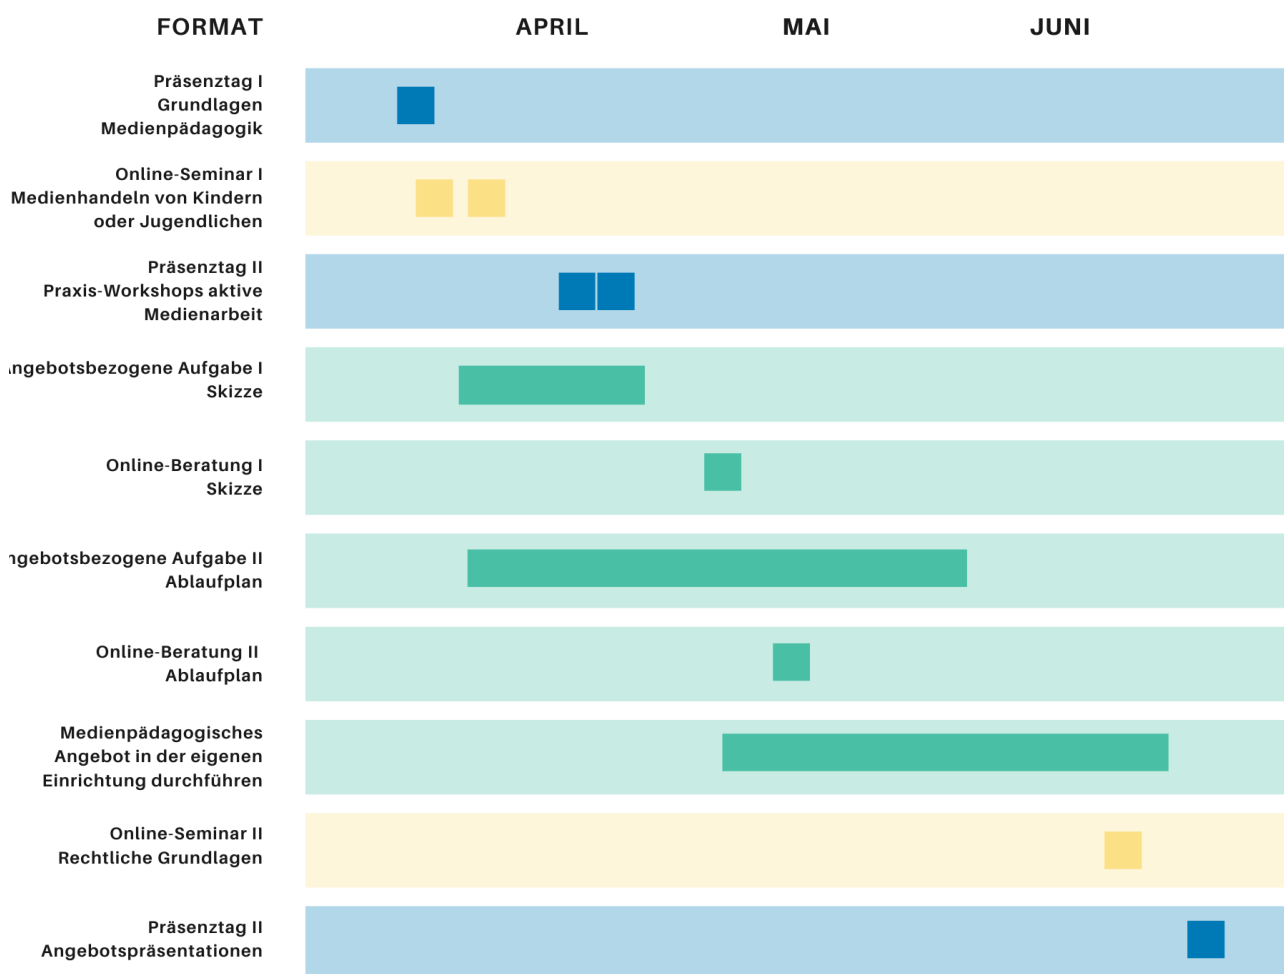 FORMAT APRIL MAI JUNI
Präsenztag I
Grundlagen
Medienpädagogik
Online-Seminar I
Medienhandeln von Kindern
oder Jugendlichen
Präsenztag II
Praxis-Workshops aktive
Medienarbeit
ngebotsbezogene Aufgabe I
Skizze
Online-Beratung I
Skizze
ngebotsbezogene Aufgabe II
Ablaufplan
Online-Beratung II
Ablaufplan
Medienpädagogisches
Angebot in der eigenen
Einrichtung durchführen
Online-Seminar II
Rechtliche Grundlagen
Präsenztag II
Angebotspräsentationen